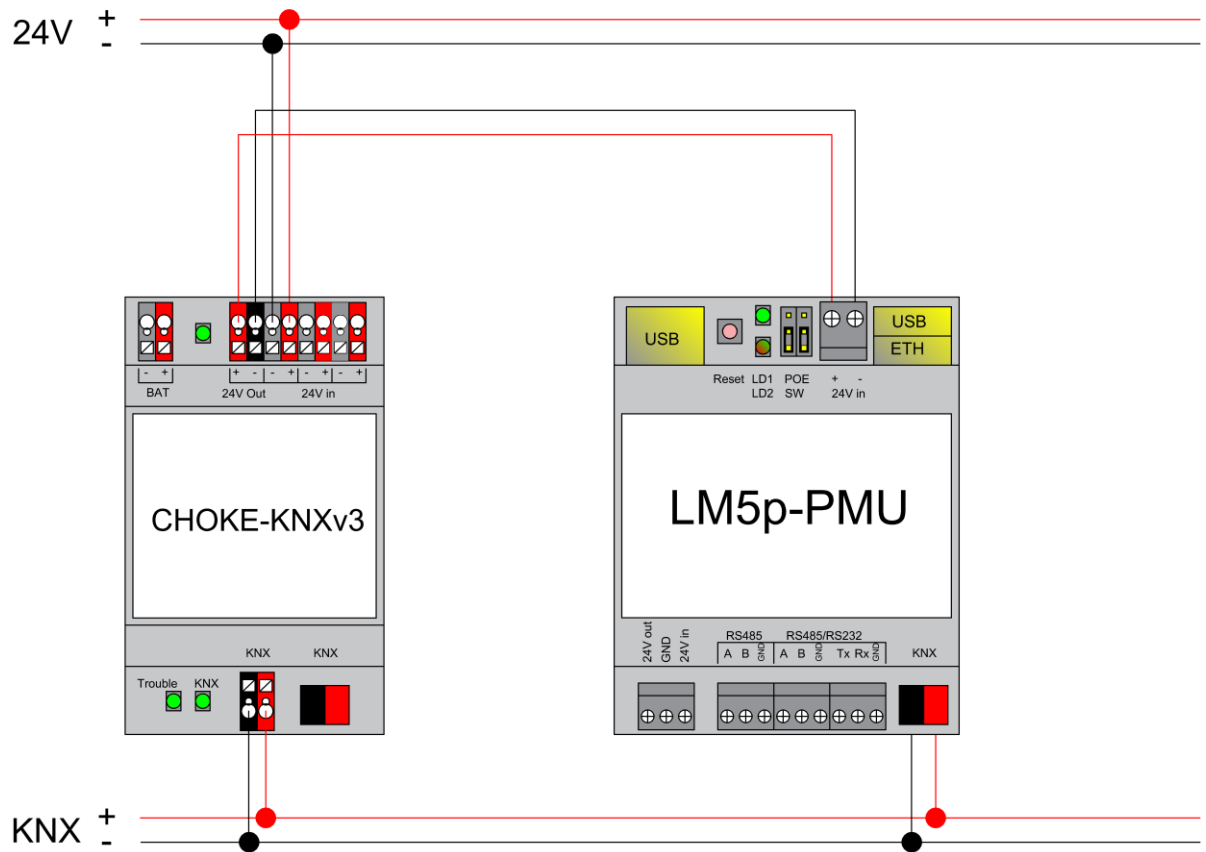 24V + -
- + + - - + - + - +
BAT 24V Out 24V in
CHOKE-KNXv3
KNX KNX
Trouble KNX
USB
USB
ETH
Reset LD1 POE + -
LD2 SW 24V in
LM5p-PMU
24V out
GND
24V in
RS485 RS485/RS232
A B GND A B GND Tx Rx GND KNX
KNX + -